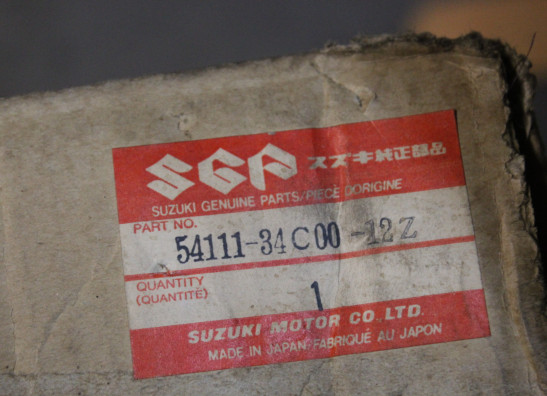 SGP スズキ純正部品
SUZUKI GENUINE PARTS/PIECE D'ORIGINE
PART NO.
54111-34C00-12Z
QUANTITY
(QUANTITÉ)
1
SUZUKI MOTOR CO. LTD.
MADE IN JAPAN/FABRIQUÉ AU JAPON